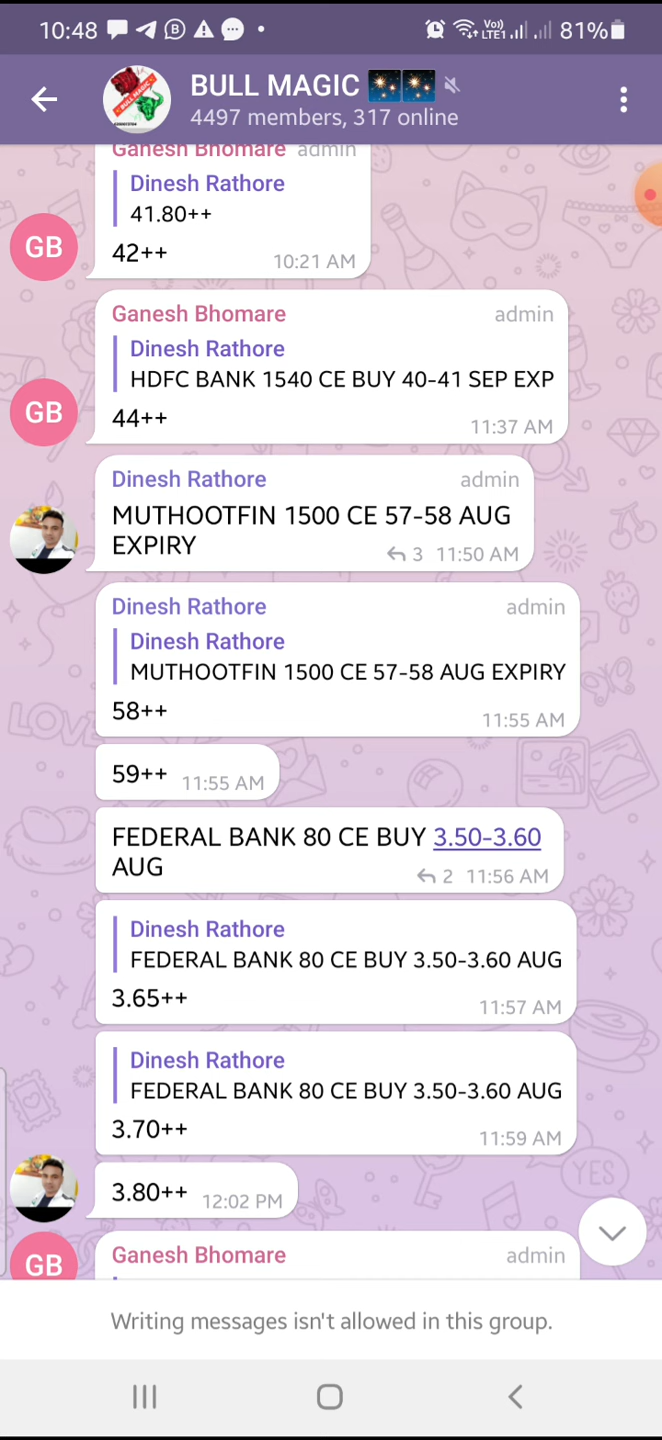 10:48 Vo)) LTE1 81%
BULL MAGIC
4497 members, 317 online
Ganesh Bhomare admin
Dinesh Rathore
41.80++
GB
42++ 10:21 AM
Ganesh Bhomare admin
Dinesh Rathore
HDFC BANK 1540 CE BUY 40-41 SEP EXP
GB
44++ 11:37 AM
Dinesh Rathore admin
MUTHOOTFIN 1500 CE 57-58 AUG
EXPIRY 3 11:50 AM
Dinesh Rathore admin
Dinesh Rathore
MUTHOOTFIN 1500 CE 57-58 AUG EXPIRY
58++ 11:55 AM
59++ 11:55 AM
FEDERAL BANK 80 CE BUY 3.50-3.60
AUG 2 11:56 AM
Dinesh Rathore
FEDERAL BANK 80 CE BUY 3.50-3.60 AUG
3.65++ 11:57 AM
Dinesh Rathore
FEDERAL BANK 80 CE BUY 3.50-3.60 AUG
3.70++ 11:59 AM
3.80++ 12:02 PM
GB Ganesh Bhomare admin
Writing messages isn't allowed in this group.
LOVE
YES